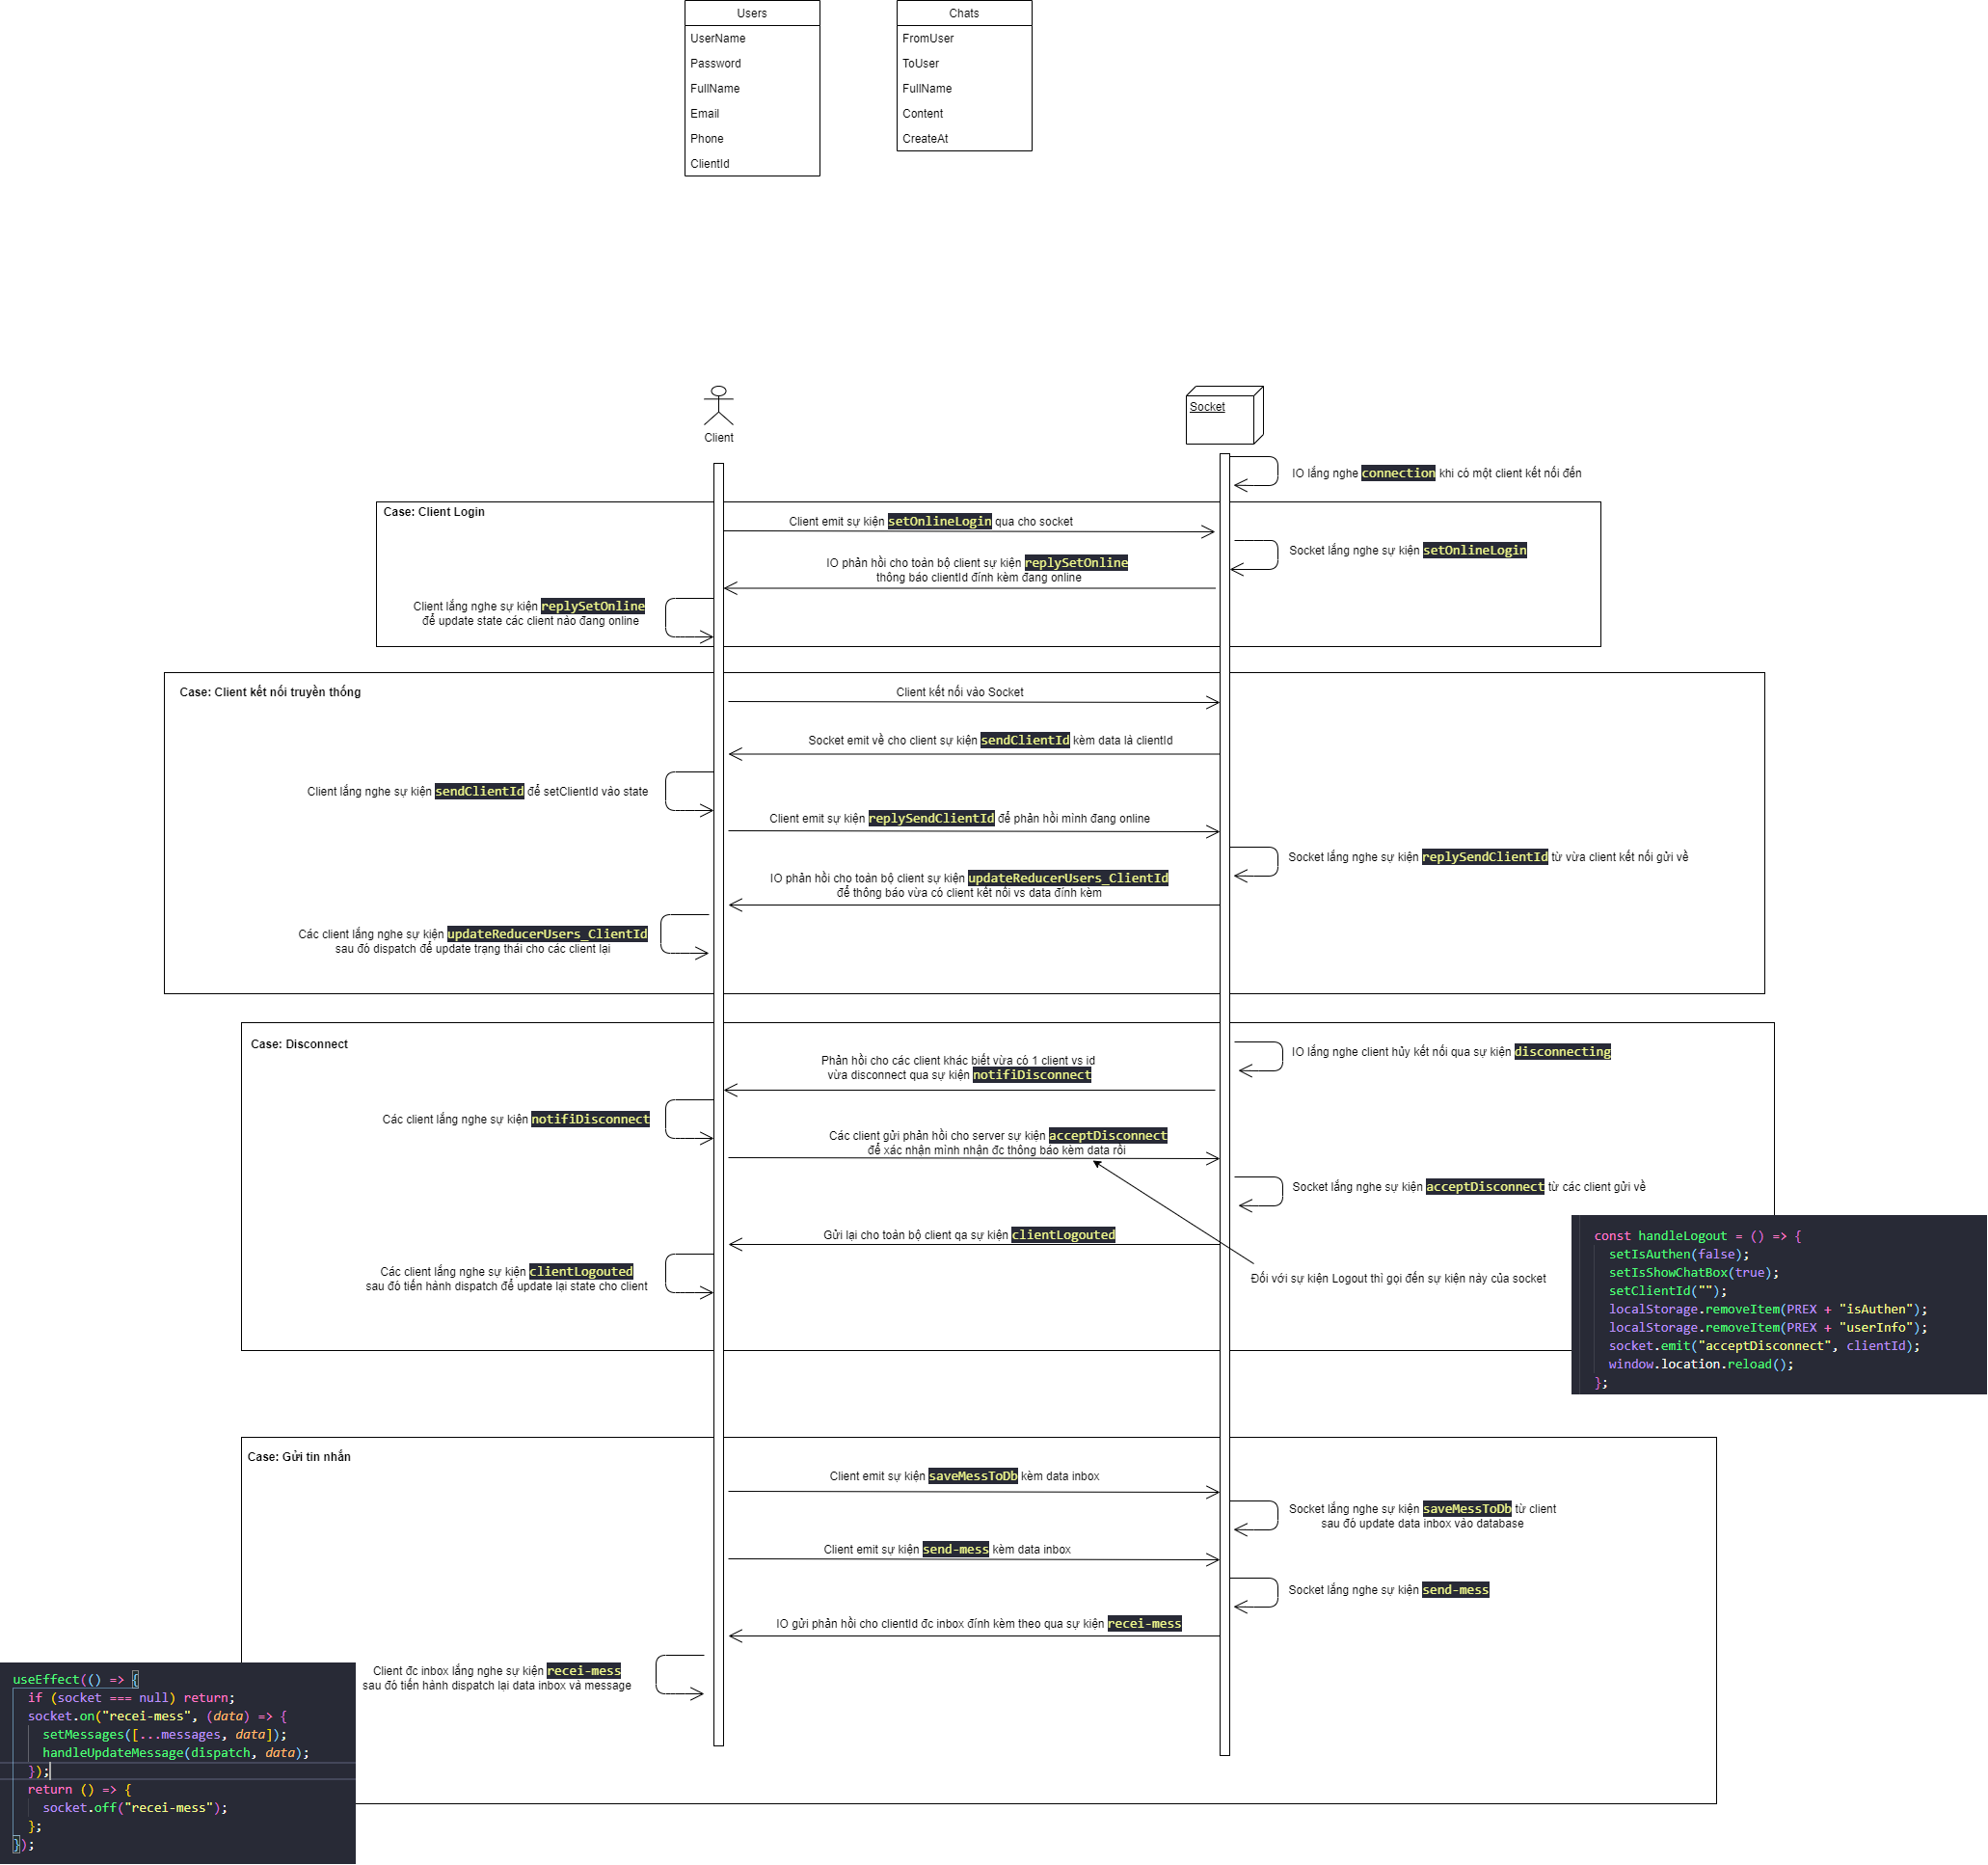 Users
UserName
Password
FullName
Email
Phone
ClientId
Chats
FromUser
ToUser
FullName
Content
CreateAt
Client
Socket
IO lắng nghe connection khi có một client kết nối đến
Case: Client Login
Client emit sự kiện setOnlineLogin qua cho socket
Socket lắng nghe sự kiện setOnlineLogin
IO phản hồi cho toàn bộ client sự kiện replySetOnline
thông báo clientId đính kèm đang online
Client lắng nghe sự kiện replySetOnline
để update state các client nào đang online
Case: Client kết nối truyền thống
Client kết nối vào Socket
Socket emit về cho client sự kiện sendClientId kèm data là clientId
Client lắng nghe sự kiện sendClientId để setClientId vào state
Client emit sự kiện replySendClientId để phản hồi mình đang online
Socket lắng nghe sự kiện replySendClientId từ vừa client kết nối gửi về
IO phản hồi cho toàn bộ client sự kiện updateReducerUsers_ClientId
để thông báo vừa có client kết nối vs data đính kèm
Các client lắng nghe sự kiện updateReducerUsers_ClientId
sau đó dispatch để update trạng thái cho các client lại
Case: Disconnect
IO lắng nghe client hủy kết nối qua sự kiện disconnecting
Phản hồi cho các client khác biết vừa có 1 client vs id
vừa disconnect qua sự kiện notifiDisconnect
Các client lắng nghe sự kiện notifiDisconnect
Các client gửi phản hồi cho server sự kiện acceptDisconnect
để xác nhận mình nhận đc thông báo kèm data rồi
Socket lắng nghe sự kiện acceptDisconnect từ các client gửi về
Gửi lại cho toàn bộ client qa sự kiện clientLogouted
Các client lắng nghe sự kiện clientLogouted
sau đó tiến hành dispatch để update lại state cho client
Đối với sự kiện Logout thì gọi đến sự kiện này của socket
const handleLogout = () => {
setIsAuthen(false);
setIsShowChatBox(true);
setClientId("");
localStorage.removeItem(PREX + "isAuthen");
localStorage.removeItem(PREX + "userInfo");
socket.emit("acceptDisconnect", clientId);
window.location.reload();
};
Case: Gửi tin nhắn
Client emit sự kiện saveMessToDb kèm data inbox
Socket lắng nghe sự kiện saveMessToDb từ client
sau đó update data inbox vào database
Client emit sự kiện send-mess kèm data inbox
Socket lắng nghe sự kiện send-mess
IO gửi phản hồi cho clientId đc inbox đính kèm theo qua sự kiện recei-mess
Client đc inbox lắng nghe sự kiện recei-mess
sau đó tiến hành dispatch lại data inbox và message
useEffect(() => {
if (socket === null) return;
socket.on("recei-mess", (data) => {
setMessages([...messages, data]);
handleUpdateMessage(dispatch, data);
});
return () => {
socket.off("recei-mess");
};
});